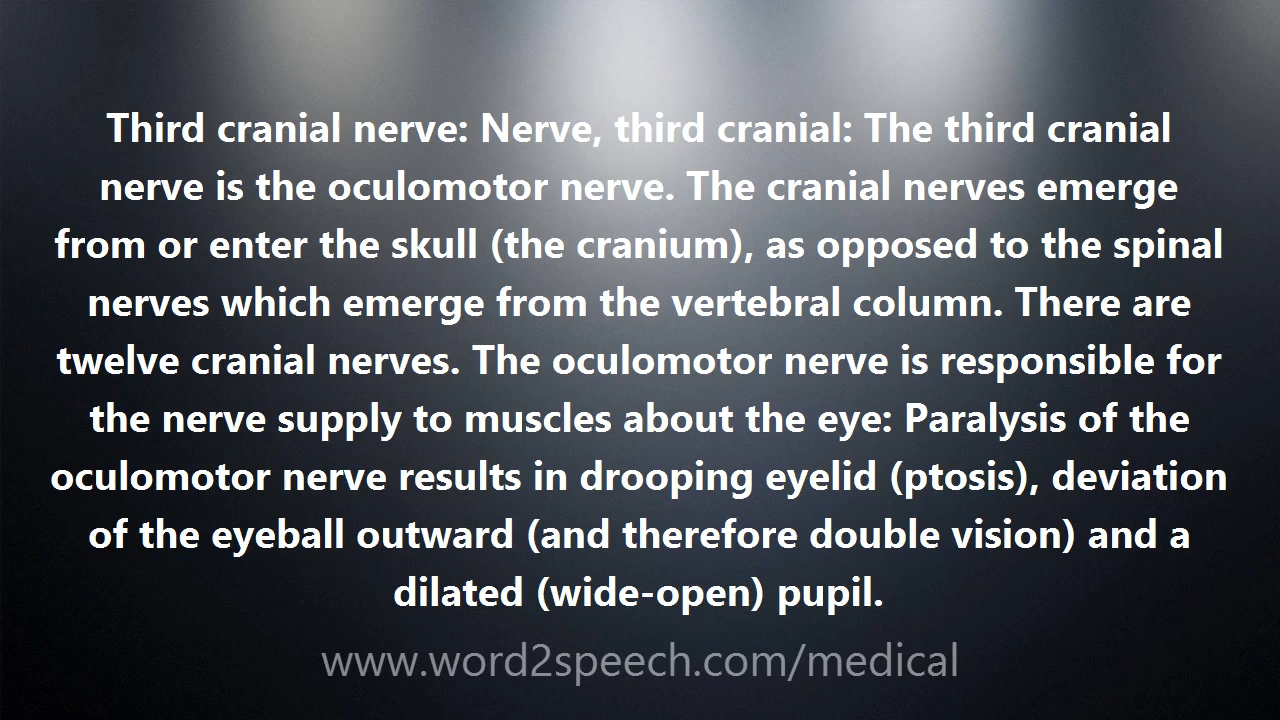 Third cranial nerve: Nerve, third cranial: The third cranial
nerve is the oculomotor nerve. The cranial nerves emerge
from or enter the skull (the cranium), as opposed to the spinal
nerves which emerge from the vertebral column. There are
twelve cranial nerves. The oculomotor nerve is responsible for
the nerve supply to muscles about the eye: Paralysis of the
oculomotor nerve results in drooping eyelid (ptosis), deviation
of the eyeball outward (and therefore double vision) and a
dilated (wide-open) pupil.
www.word2speech.com/medical